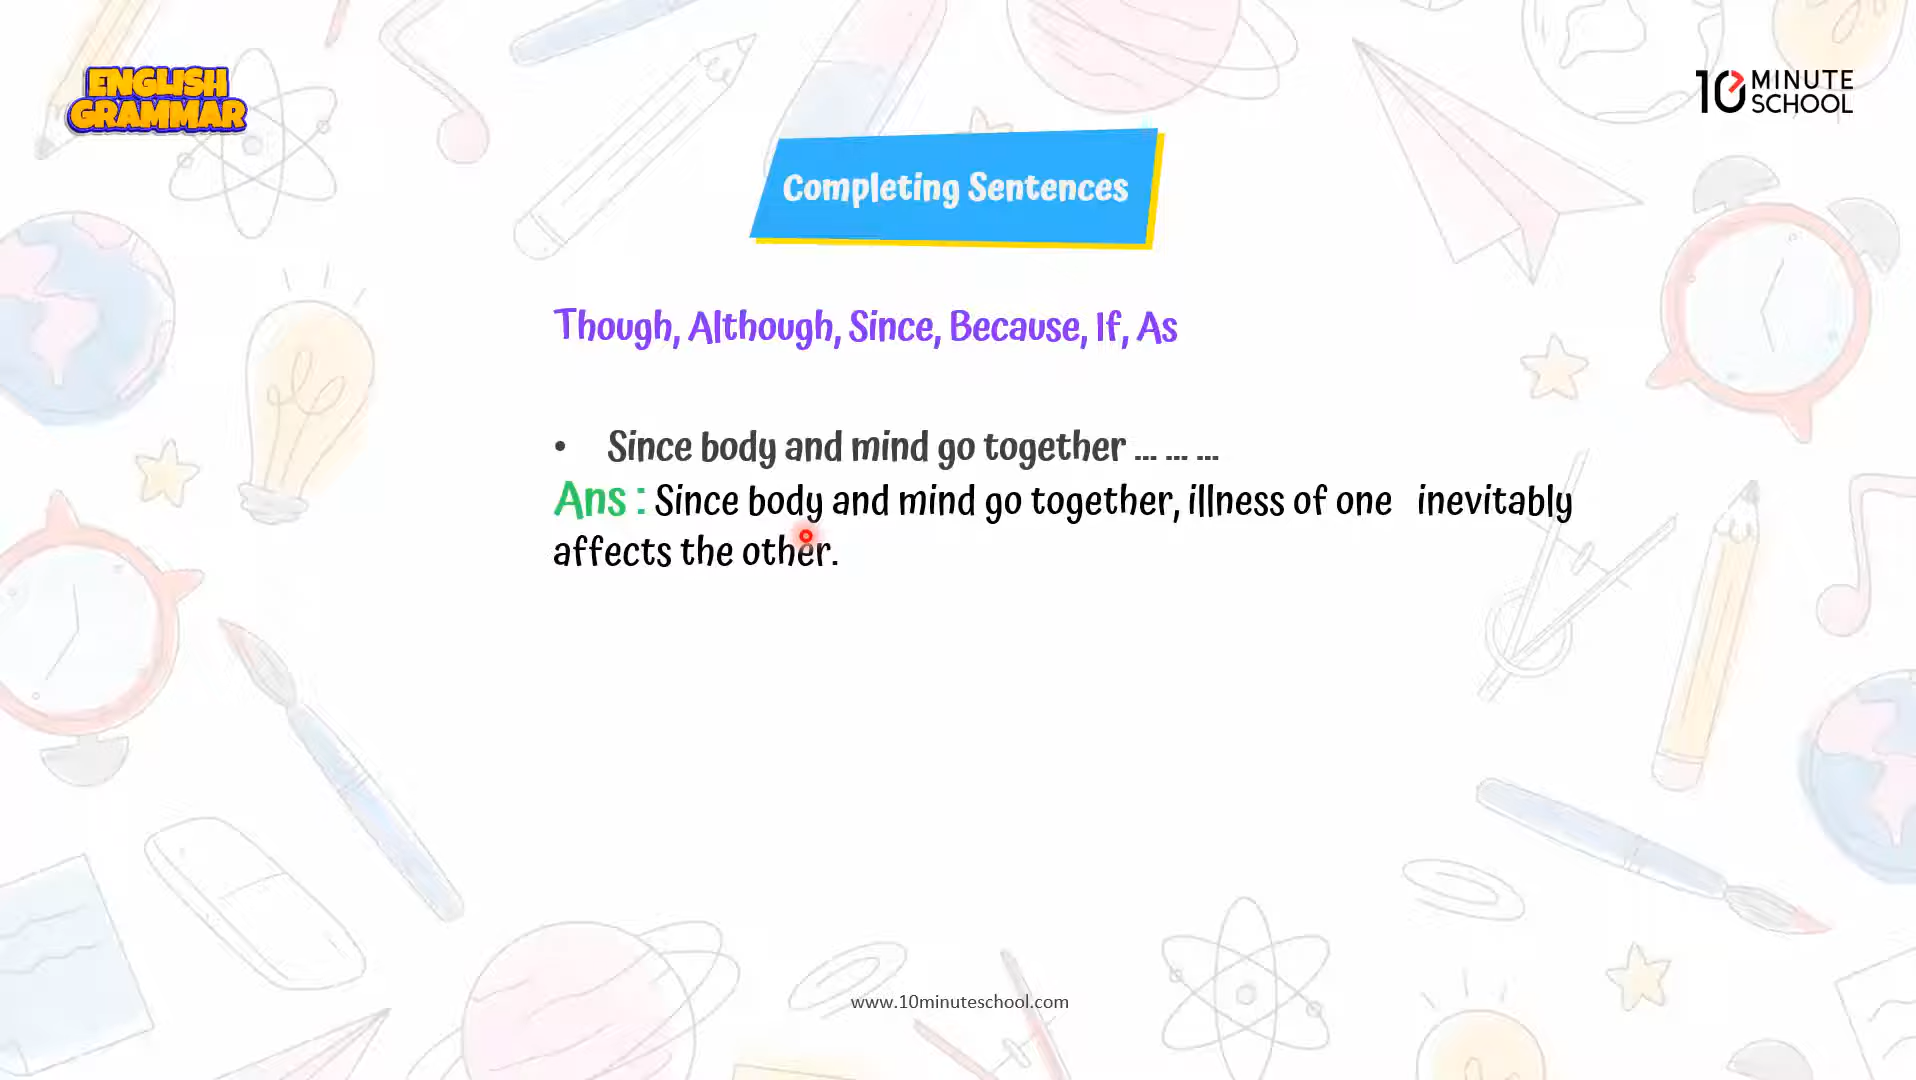 ENGLISH
GRAMMAR
10 MINUTE
SCHOOL
Completing Sentences
Though, Although, Since, Because, If, As
• Since body and mind go together ... ... ...
Ans : Since body and mind go together, illness of one inevitably
affects the other.
www.10minuteschool.com